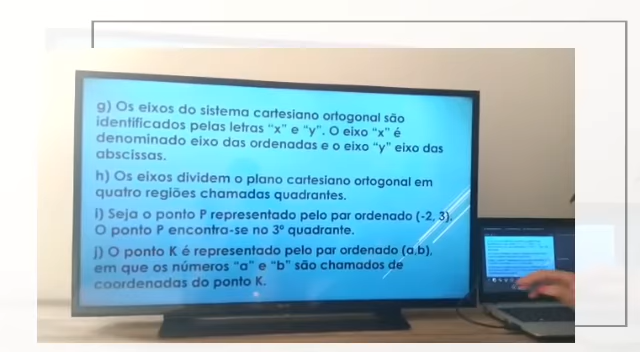 g) Os eixos do sistema cartesiano ortogonal são
identificados pelas letras "x" e "y". O eixo "x" é
denominado eixo das ordenadas e o eixo "y" eixo das
abscissas.
h) Os eixos dividem o plano cartesiano ortogonal em
quatro regiões chamadas quadrantes.
i) Seja o ponto P representado pelo par ordenado (-2, 3).
O ponto P encontra-se no 3º quadrante.
j) O ponto K é representado pelo par ordenado (a,b),
em que os números "a" e "b" são chamados de
coordenadas do ponto K.